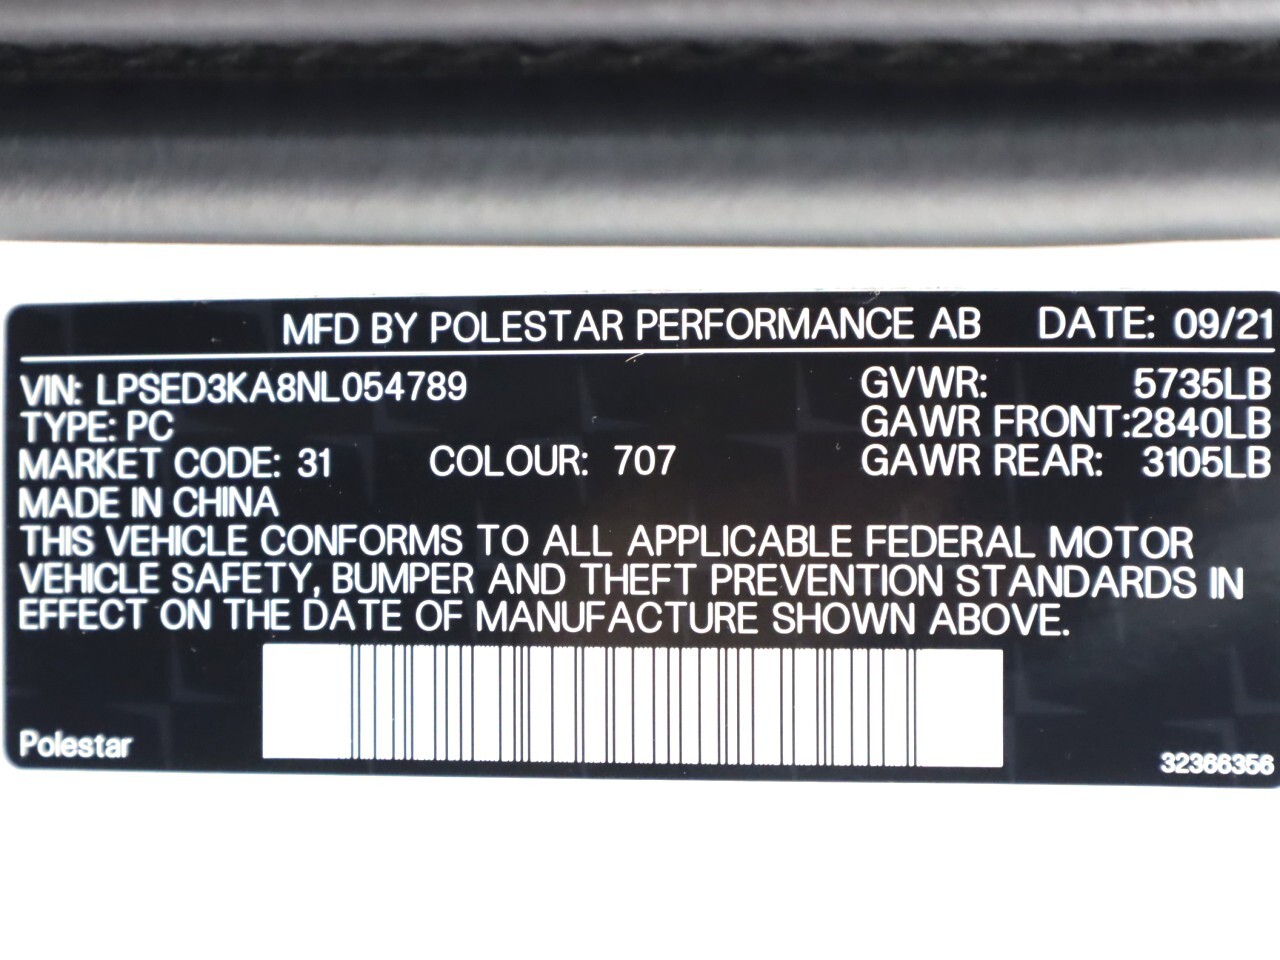 MFD BY POLESTAR PERFORMANCE AB DATE: 09/21
VIN: LPSED3KA8NL054789 GVWR: 5735LB
TYPE: PC GAWR FRONT:2840LB
MARKET CODE: 31 COLOUR: 707 GAWR REAR: 3105LB
MADE IN CHINA
THIS VEHICLE CONFORMS TO ALL APPLICABLE FEDERAL MOTOR
VEHICLE SAFETY, BUMPER AND THEFT PREVENTION STANDARDS IN
EFFECT ON THE DATE OF MANUFACTURE SHOWN ABOVE.
Polestar 32366356